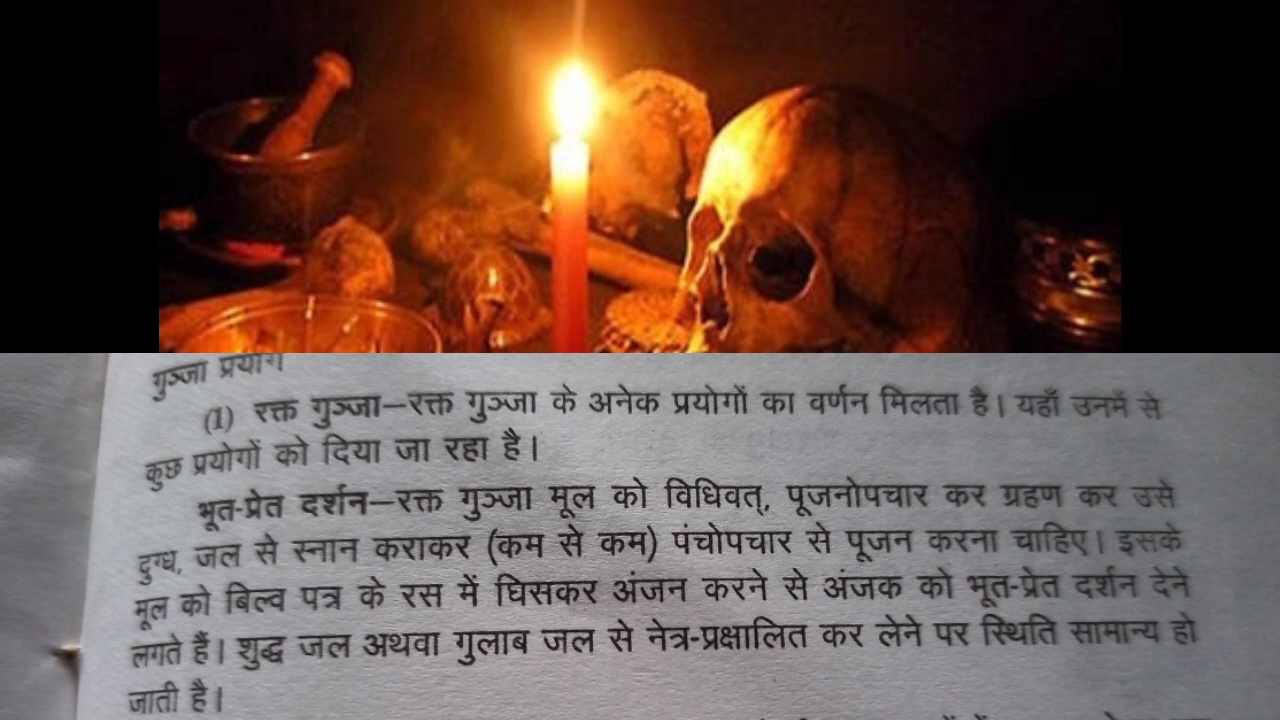 गुञ्जा प्रयोग
(1) रक्त गुञ्जा–रक्त गुञ्जा के अनेक प्रयोगों का वर्णन मिलता है। यहाँ उनमें से
कुछ प्रयोगों को दिया जा रहा है।
भूत-प्रेत दर्शन–रक्त गुञ्जा मूल को विधिवत्, पूजनोपचार कर ग्रहण कर उसे
दुग्ध, जल से स्नान कराकर (कम से कम) पंचोपचार से पूजन करना चाहिए। इसके
मूल को बिल्व पत्र के रस में घिसकर अंजन करने से अंजक को भूत-प्रेत दर्शन देने
लगते हैं। शुद्ध जल अथवा गुलाब जल से नेत्र-प्रक्षालित कर लेने पर स्थिति सामान्य हो
जाती है।